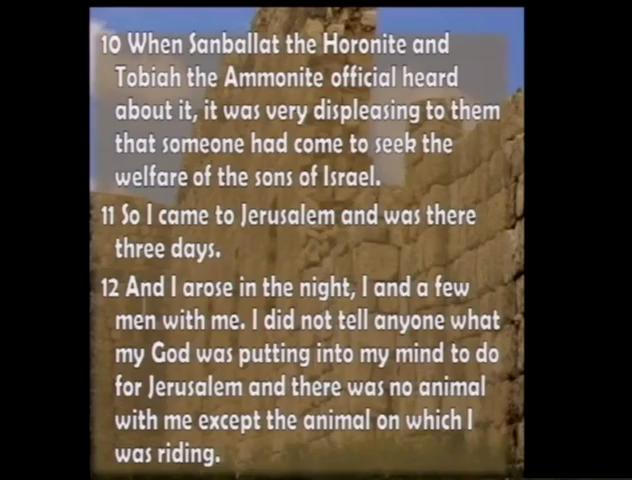 10 When Sanballat the Horonite and
Tobiah the Ammonite official heard
about it, it was very displeasing to them
that someone had come to seek the
welfare of the sons of Israel.
11 So I came to Jerusalem and was there
three days.
12 And I arose in the night, I and a few
men with me. I did not tell anyone what
my God was putting into my mind to do
for Jerusalem and there was no animal
with me except the animal on which I
was riding.